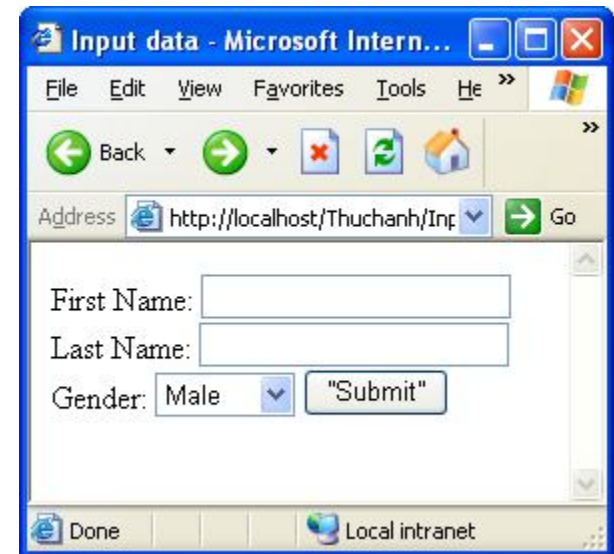 Input data - Microsoft Intern...
File Edit View Favorites Tools He »
Back »
Address http://localhost/Thuchanh/Inp Go
First Name:
Last Name:
Gender: Male "Submit"
Done Local intranet